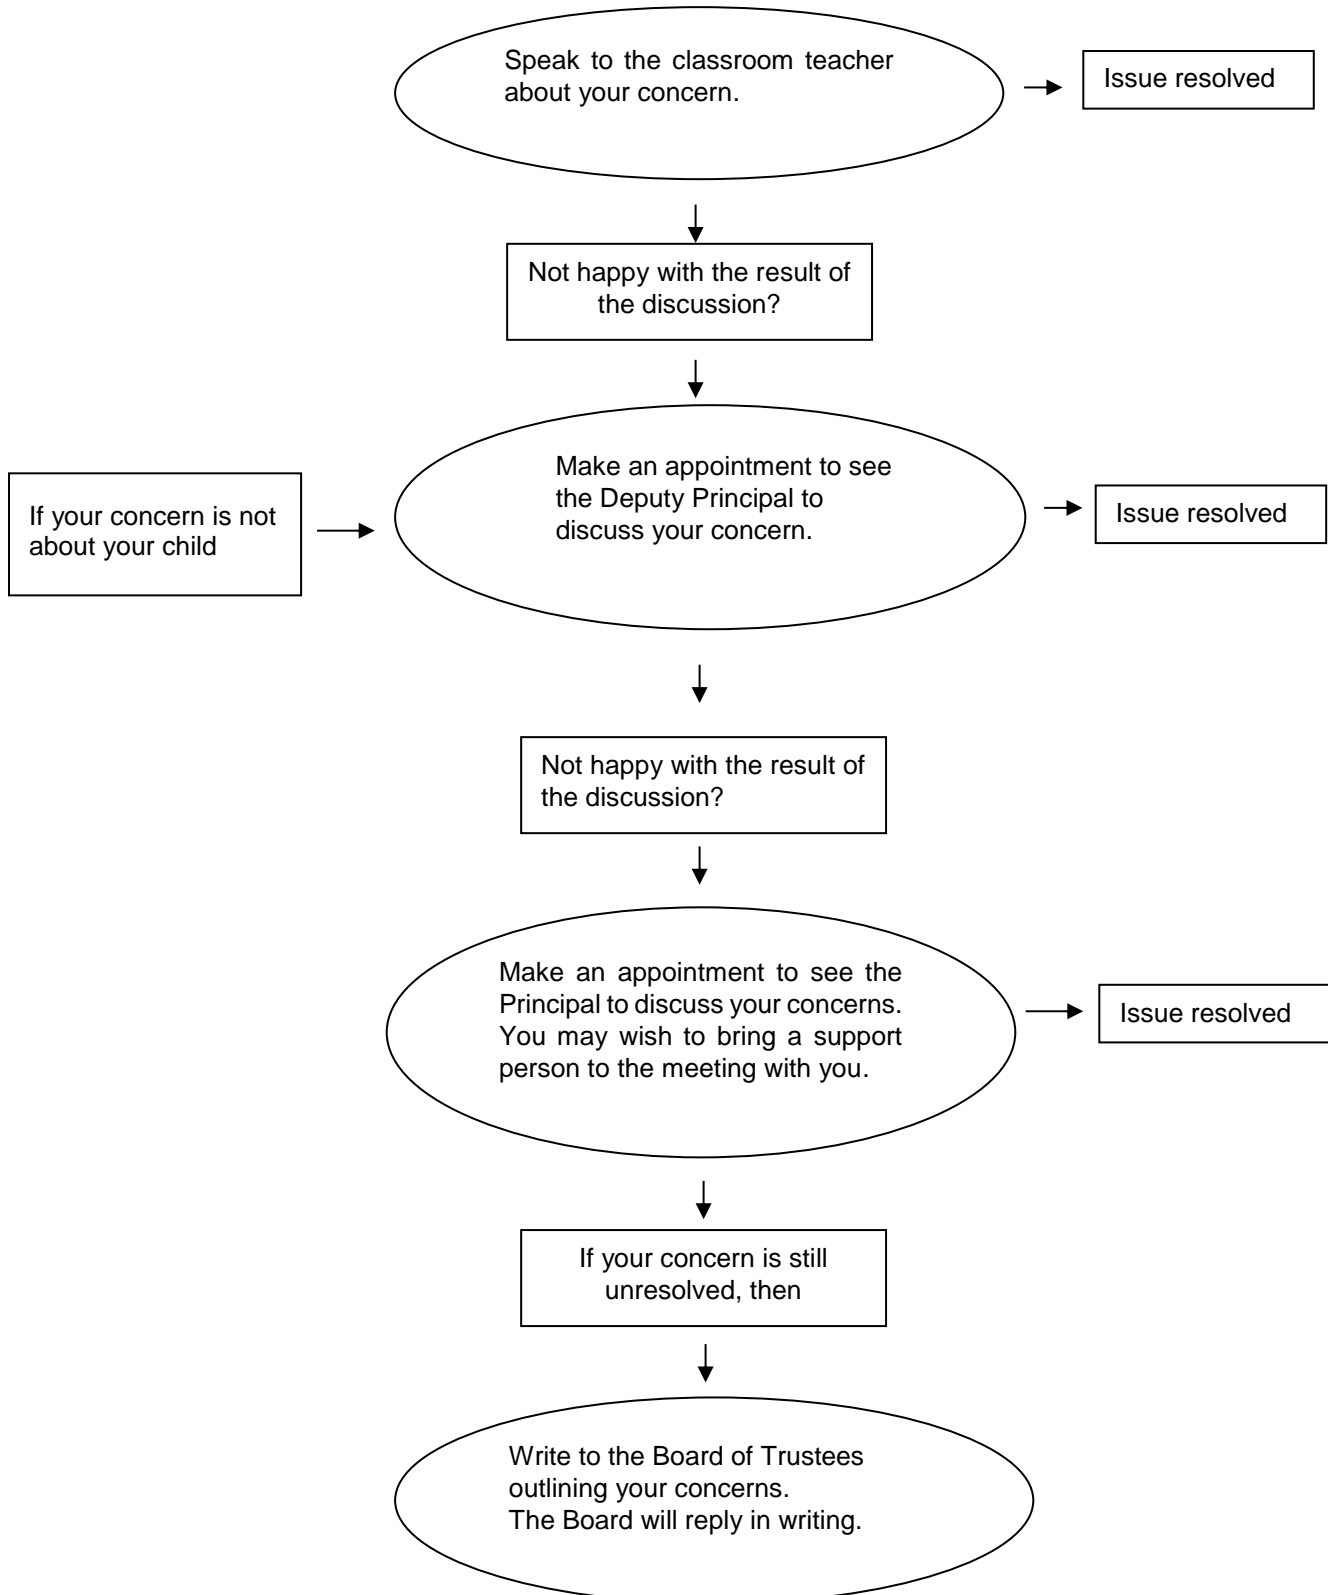 Speak to the classroom teacher
about your concern.
Issue resolved
Not happy with the result of
the discussion?
If your concern is not
about your child
Make an appointment to see
the Deputy Principal to
discuss your concern.
Issue resolved
Not happy with the result of
the discussion?
Make an appointment to see the
Principal to discuss your concerns.
You may wish to bring a support
person to the meeting with you.
Issue resolved
If your concern is still
unresolved, then
Write to the Board of Trustees
outlining your concerns.
The Board will reply in writing.